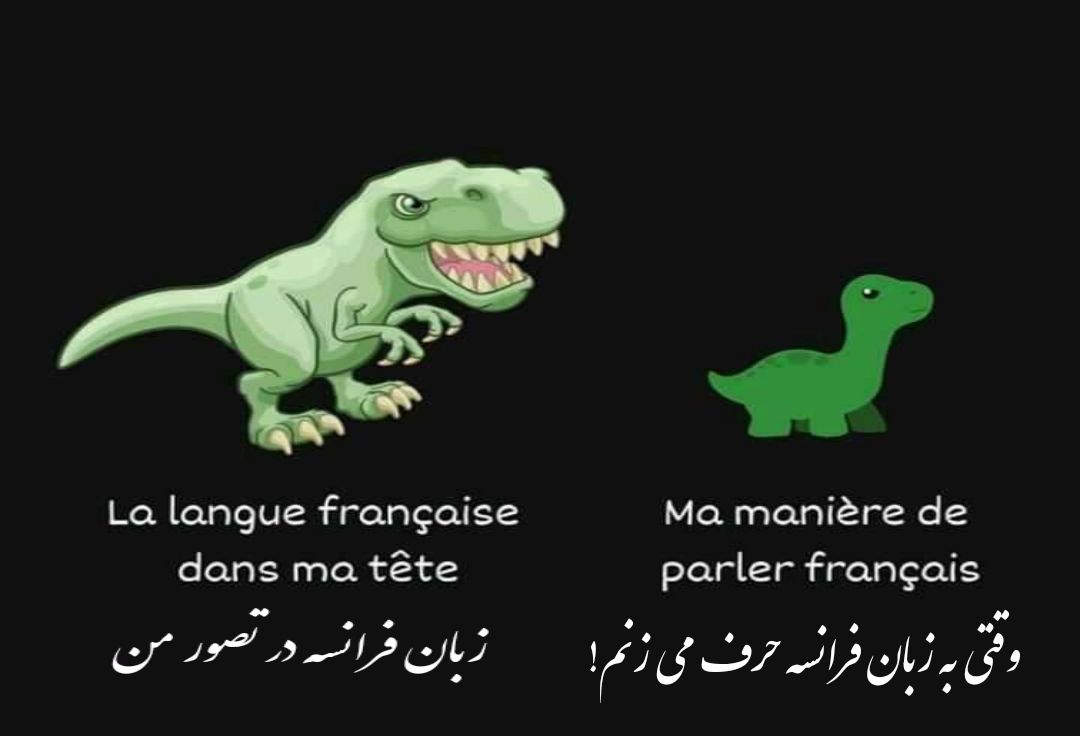 La langue française
dans ma tête
زبان فرانسه در تصور من
Ma manière de
parler français
وقتی به زبان فرانسه حرف می زنم!